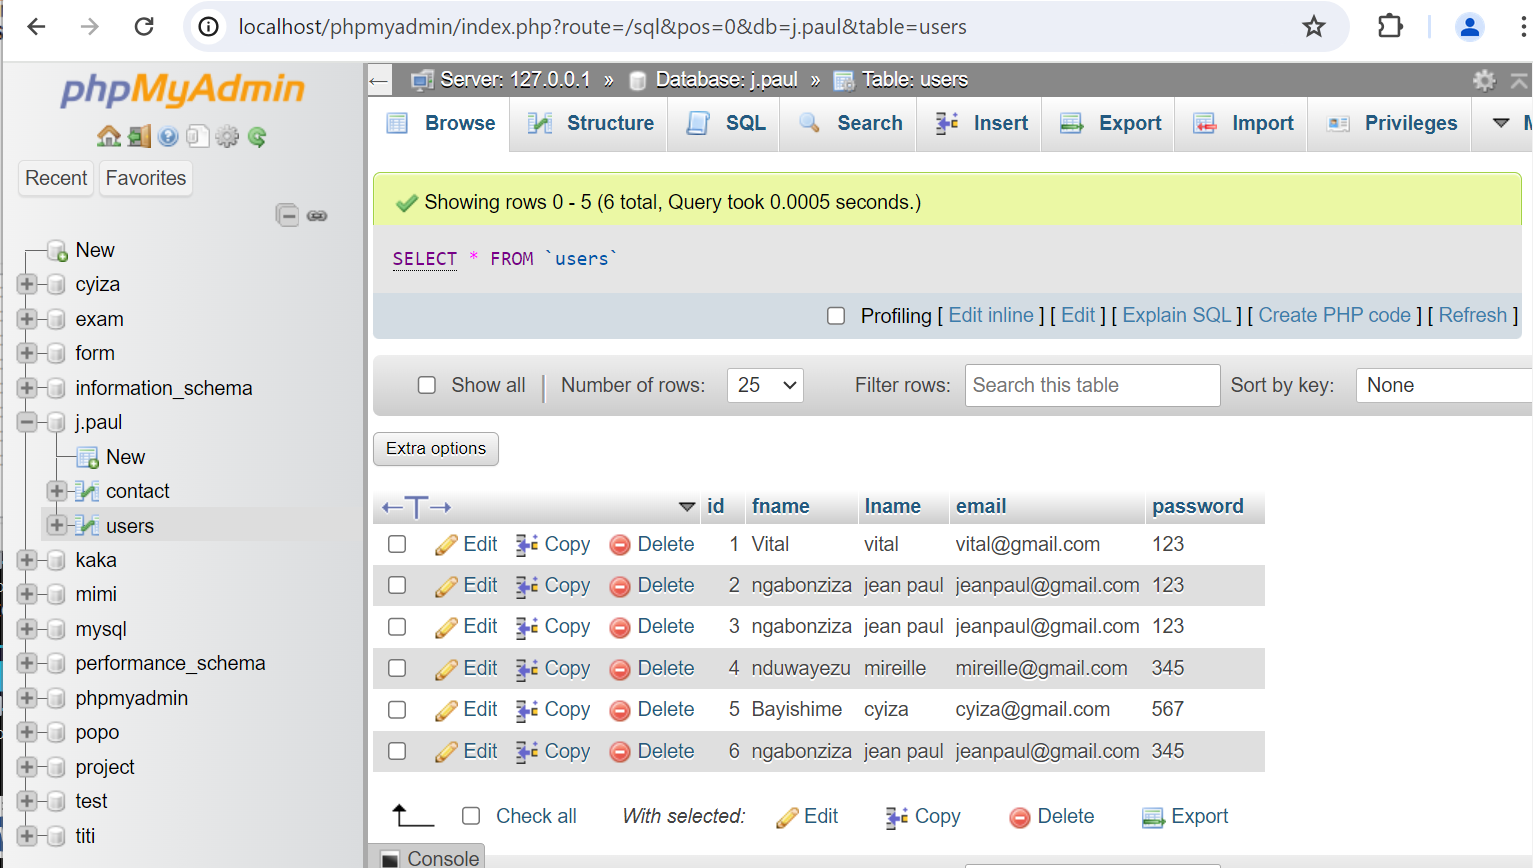 localhost/phpmyadmin/index.php?route=/sql&pos=0&db=j.paul&table=users
phpMyAdmin
Recent Favorites
New
cyiza
exam
form
information_schema
j.paul
New
contact
users
kaka
mimi
mysql
performance_schema
phpmyadmin
popo
project
test
titi
Server: 127.0.0.1 » Database: j.paul » Table: users
Browse Structure SQL Search Insert Export Import Privileges
Showing rows 0 - 5 (6 total, Query took 0.0005 seconds.)
SELECT * FROM `users`
Profiling [ Edit inline ] [ Edit ] [ Explain SQL ] [ Create PHP code ] [ Refresh ]
Show all | Number of rows: 25 Filter rows: Search this table Sort by key: None
Extra options
←T→ id fname lname email password
Edit Copy Delete 1 Vital vital vital@gmail.com 123
Edit Copy Delete 2 ngabonziza jean paul jeanpaul@gmail.com 123
Edit Copy Delete 3 ngabonziza jean paul jeanpaul@gmail.com 123
Edit Copy Delete 4 nduwayezu mireille mireille@gmail.com 345
Edit Copy Delete 5 Bayishime cyiza cyiza@gmail.com 567
Edit Copy Delete 6 ngabonziza jean paul jeanpaul@gmail.com 345
Check all With selected: Edit Copy Delete Export
Console